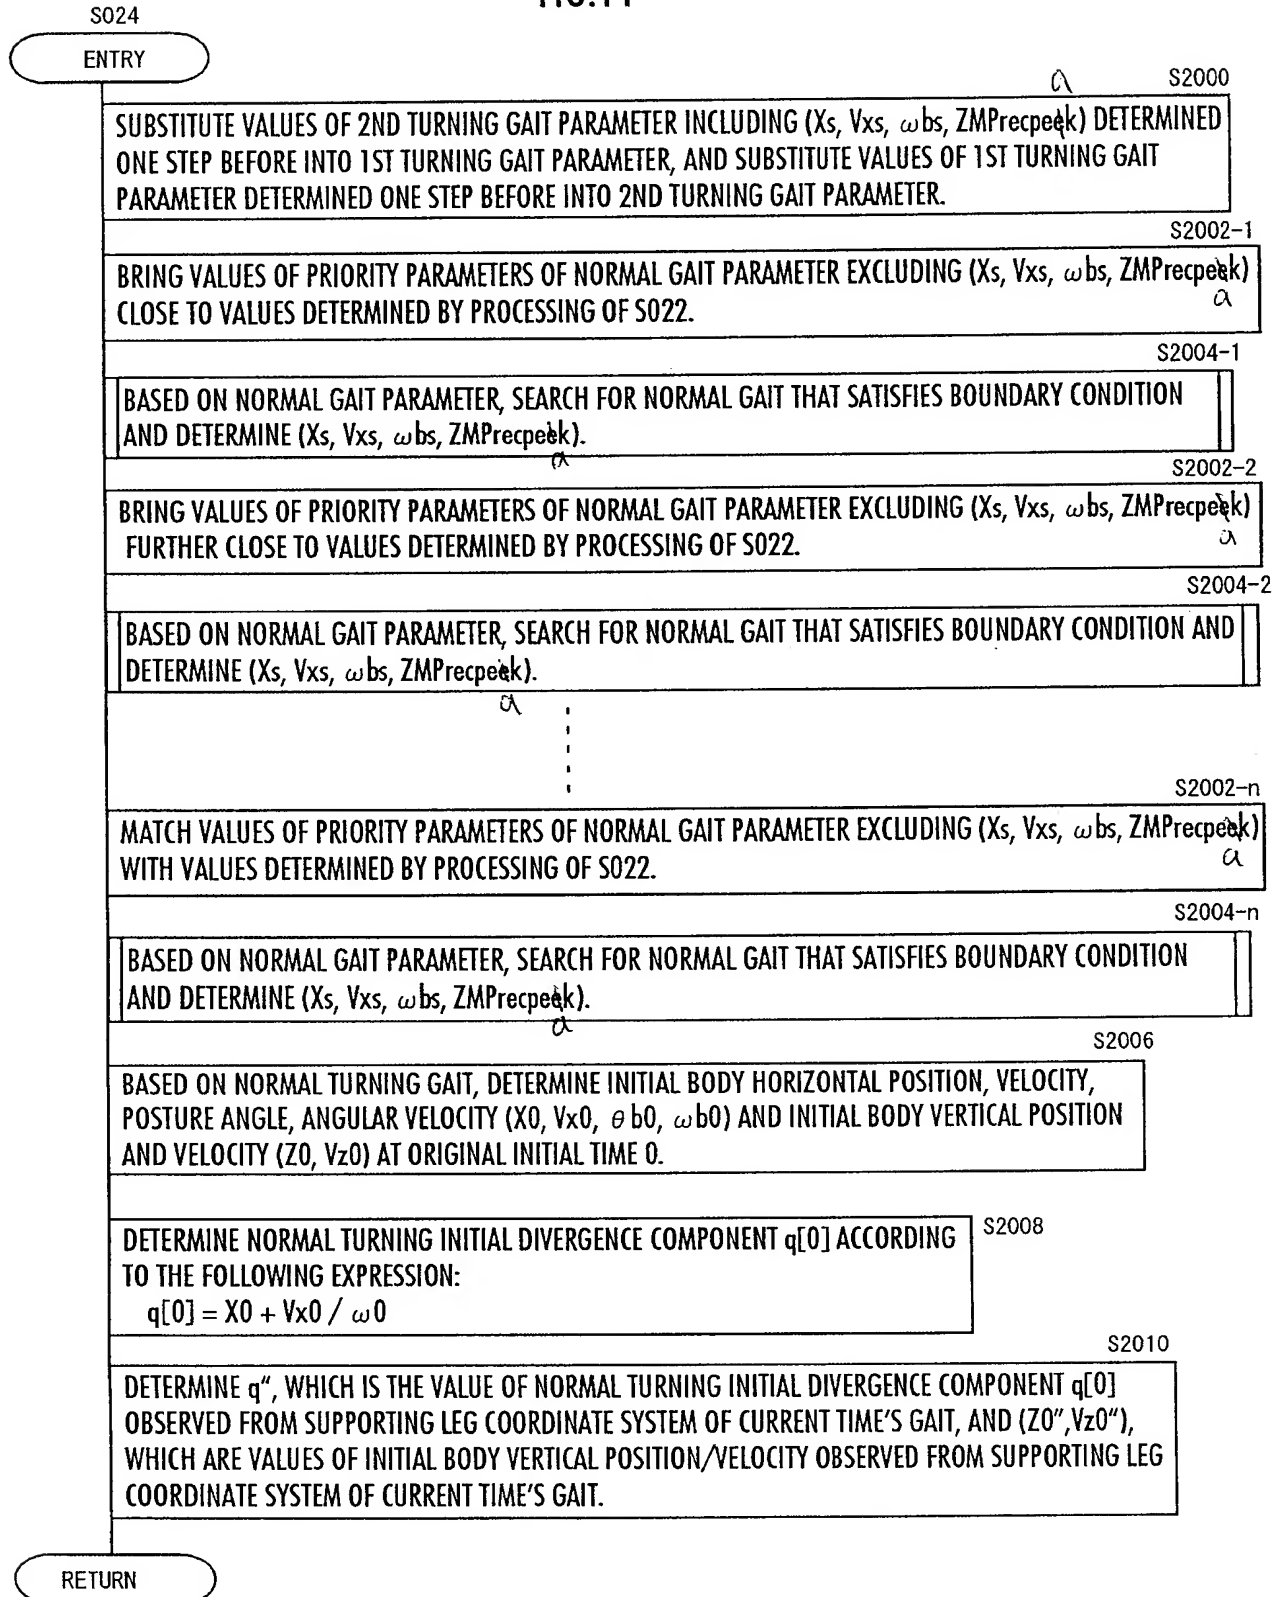 S024
ENTRY
a
S2000
SUBSTITUTE VALUES OF 2ND TURNING GAIT PARAMETER INCLUDING (Xs, Vxs, ωbs, ZMPrecpeek) DETERMINED
ONE STEP BEFORE INTO 1ST TURNING GAIT PARAMETER, AND SUBSTITUTE VALUES OF 1ST TURNING GAIT
PARAMETER DETERMINED ONE STEP BEFORE INTO 2ND TURNING GAIT PARAMETER.
S2002-1
BRING VALUES OF PRIORITY PARAMETERS OF NORMAL GAIT PARAMETER EXCLUDING (Xs, Vxs, ωbs, ZMPrecpeek)
a
CLOSE TO VALUES DETERMINED BY PROCESSING OF S022.
S2004-1
BASED ON NORMAL GAIT PARAMETER, SEARCH FOR NORMAL GAIT THAT SATISFIES BOUNDARY CONDITION
AND DETERMINE (Xs, Vxs, ωbs, ZMPrecpeek).
a
S2002-2
BRING VALUES OF PRIORITY PARAMETERS OF NORMAL GAIT PARAMETER EXCLUDING (Xs, Vxs, ωbs, ZMPrecpeek)
a
FURTHER CLOSE TO VALUES DETERMINED BY PROCESSING OF S022.
S2004-2
BASED ON NORMAL GAIT PARAMETER, SEARCH FOR NORMAL GAIT THAT SATISFIES BOUNDARY CONDITION AND
DETERMINE (Xs, Vxs, ωbs, ZMPrecpeek).
a
S2002-n
MATCH VALUES OF PRIORITY PARAMETERS OF NORMAL GAIT PARAMETER EXCLUDING (Xs, Vxs, ωbs, ZMPrecpeek)
a
WITH VALUES DETERMINED BY PROCESSING OF S022.
S2004-n
BASED ON NORMAL GAIT PARAMETER, SEARCH FOR NORMAL GAIT THAT SATISFIES BOUNDARY CONDITION
AND DETERMINE (Xs, Vxs, ωbs, ZMPrecpeek).
a
S2006
BASED ON NORMAL TURNING GAIT, DETERMINE INITIAL BODY HORIZONTAL POSITION, VELOCITY,
POSTURE ANGLE, ANGULAR VELOCITY (X0, Vx0, θb0, ωb0) AND INITIAL BODY VERTICAL POSITION
AND VELOCITY (Z0, Vz0) AT ORIGINAL INITIAL TIME 0.
S2008
DETERMINE NORMAL TURNING INITIAL DIVERGENCE COMPONENT q[0] ACCORDING
TO THE FOLLOWING EXPRESSION:
q[0] = X0 + Vx0 / ω0
S2010
DETERMINE q", WHICH IS THE VALUE OF NORMAL TURNING INITIAL DIVERGENCE COMPONENT q[0]
OBSERVED FROM SUPPORTING LEG COORDINATE SYSTEM OF CURRENT TIME'S GAIT, AND (Z0",Vz0"),
WHICH ARE VALUES OF INITIAL BODY VERTICAL POSITION/VELOCITY OBSERVED FROM SUPPORTING LEG
COORDINATE SYSTEM OF CURRENT TIME'S GAIT.
RETURN